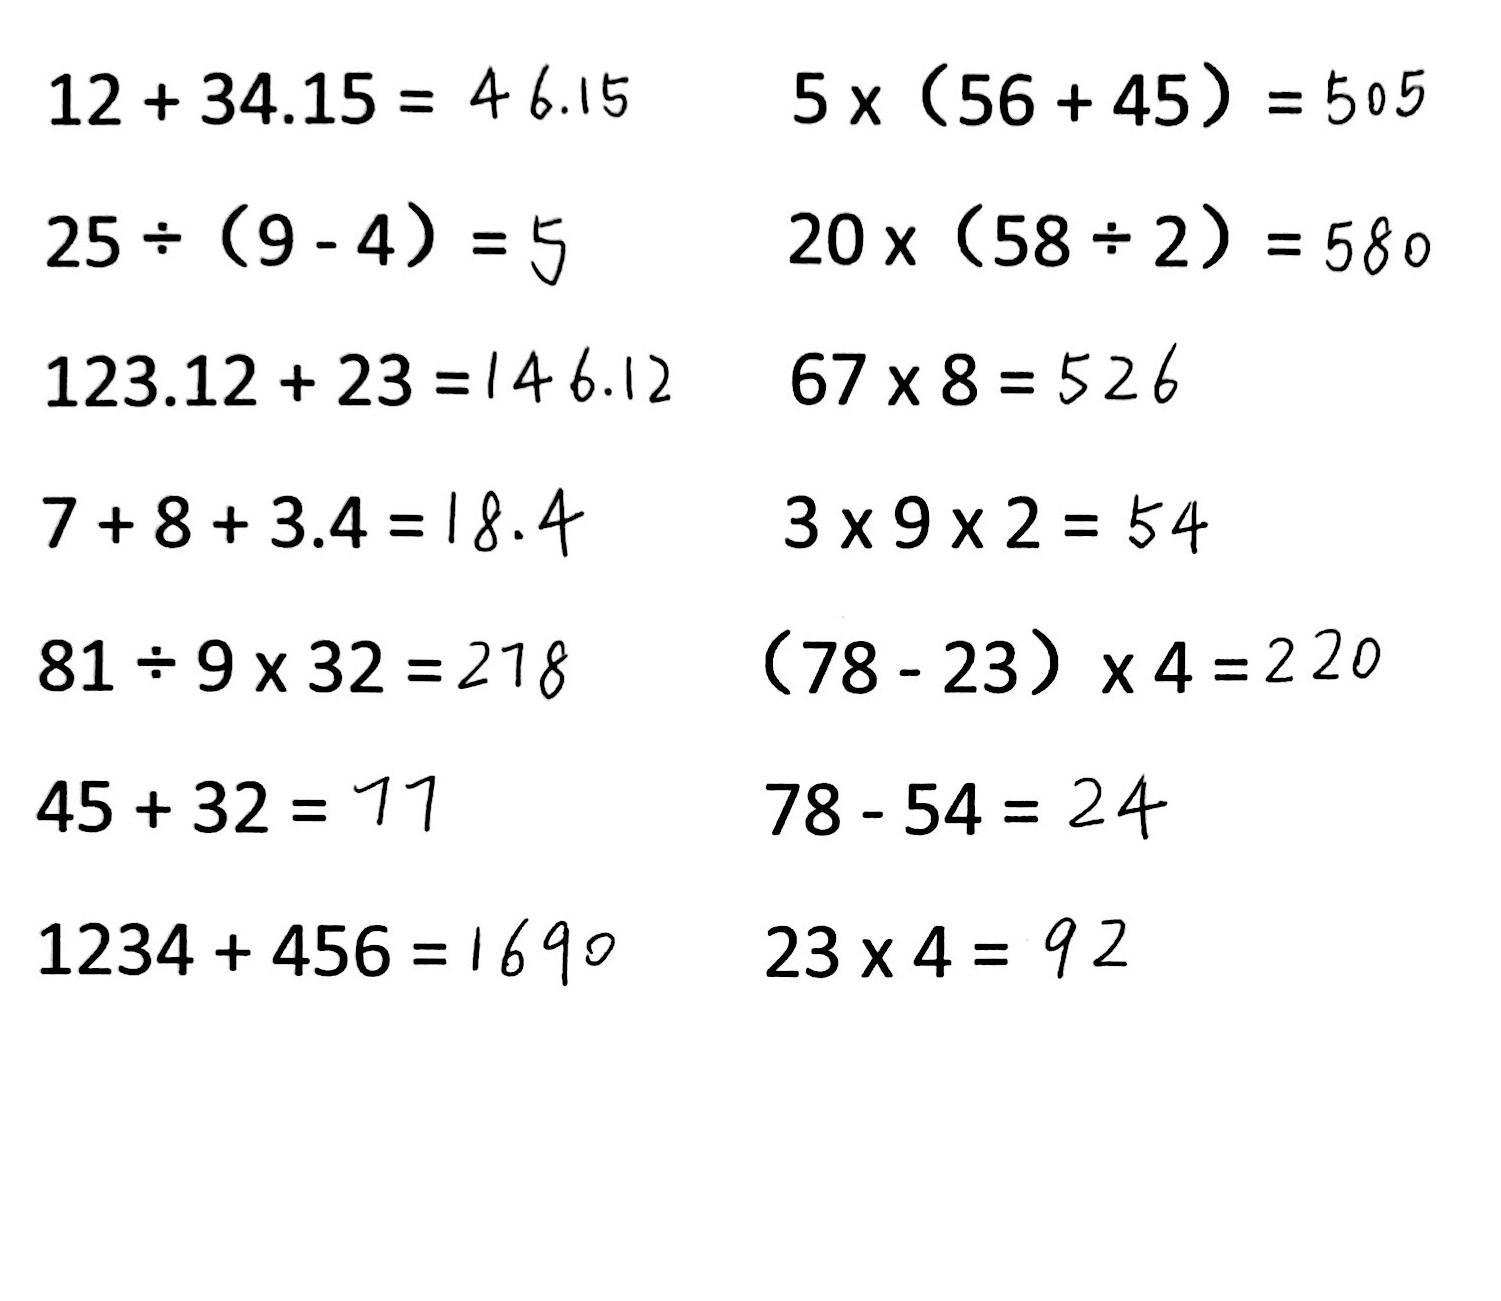 12 + 34.15 = 46.15
5 x（56 + 45）= 505
25 ÷（9 - 4）= 5
20 x（58 ÷ 2）= 580
123.12 + 23 = 146.12
67 x 8 = 526
7 + 8 + 3.4 = 18.4
3 x 9 x 2 = 54
81 ÷ 9 x 32 = 278
（78 - 23）x 4 = 220
45 + 32 = 77
78 - 54 = 24
1234 + 456 = 1690
23 x 4 = 92